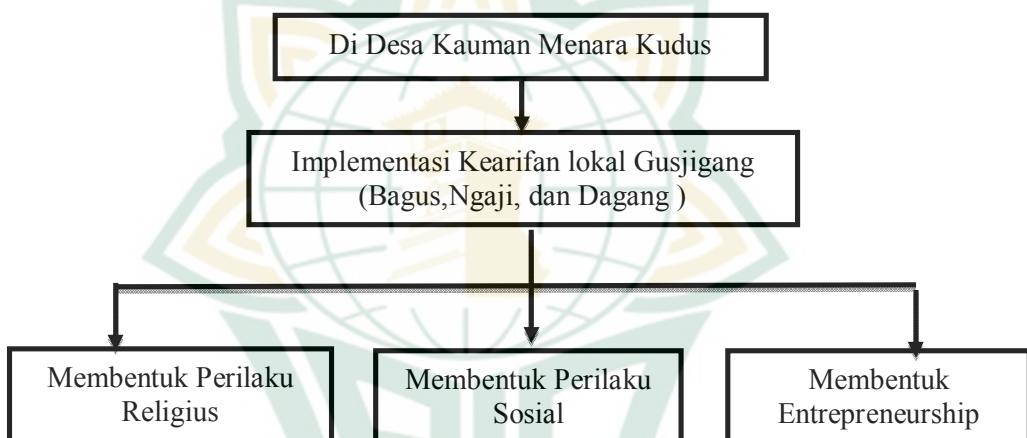 Di Desa Kauman Menara Kudus
Implementasi Kearifan lokal Gusjigang
(Bagus,Ngaji, dan Dagang )
Membentuk Perilaku
Religius
Membentuk Perilaku
Sosial
Membentuk
Entrepreneurship